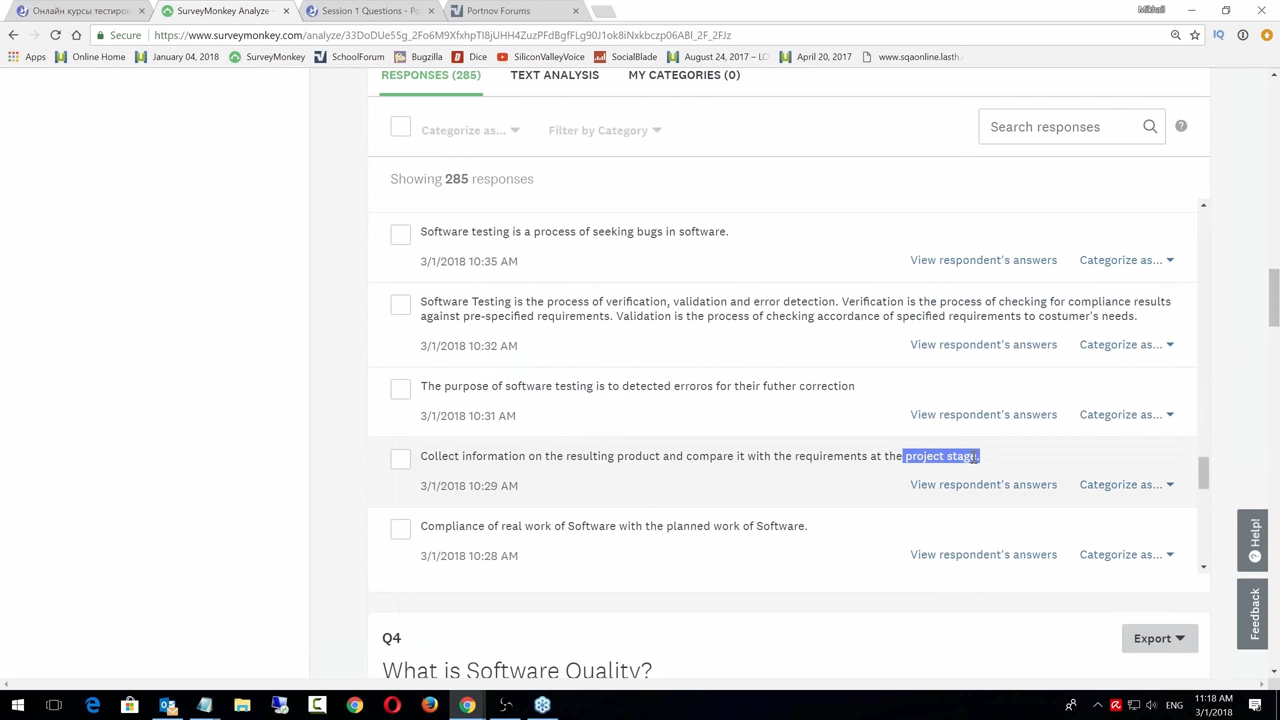 Онлайн курсы тестиров
SurveyMonkey Analyze -
Session 1 Questions - Po
Portnov Forums
Mikhail
Secure
https://www.surveymonkey.com/analyze/33DoDUe55g_2Fo6M9XfxhpTI8jUHH4ZuzPFdBgfFLg90J1ok8iNxkbczp06ABl_2F_2FJz
IQ
Apps
Online Home
January 04, 2018
SurveyMonkey
SchoolForum
Bugzilla
Dice
SiliconValleyVoice
SocialBlade
August 24, 2017 – LO
April 20, 2017
www.sqaonline.lasth
RESPONSES (285)
TEXT ANALYSIS
MY CATEGORIES (0)
Categorize as...
Filter by Category
Search responses
?
Showing 285 responses
Software testing is a process of seeking bugs in software.
3/1/2018 10:35 AM
View respondent's answers
Categorize as...
Software Testing is the process of verification, validation and error detection. Verification is the process of checking for compliance results
against pre-specified requirements. Validation is the process of checking accordance of specified requirements to costumer's needs.
3/1/2018 10:32 AM
View respondent's answers
Categorize as...
The purpose of software testing is to detected erroros for their futher correction
3/1/2018 10:31 AM
View respondent's answers
Categorize as...
Collect information on the resulting product and compare it with the requirements at the project stage.
3/1/2018 10:29 AM
View respondent's answers
Categorize as...
Compliance of real work of Software with the planned work of Software.
3/1/2018 10:28 AM
View respondent's answers
Categorize as...
Help!
Feedback
Q4
Export
What is Software Quality?
ENG
11:18 AM
3/1/2018